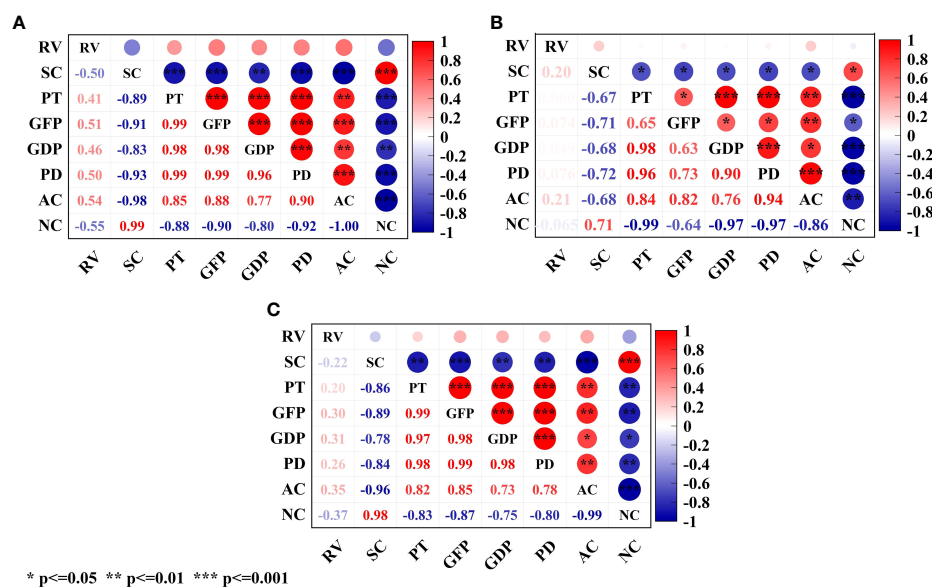 A
RV RV
SC -0.50 SC *** *** ** *** *** ***
PT 0.41 -0.89 PT *** *** *** ** ***
GFP 0.51 -0.91 0.99 GFP *** *** *** ***
GDP 0.46 -0.83 0.98 0.98 GDP *** ** **
PD 0.50 -0.93 0.99 0.99 0.96 PD *** ***
AC 0.54 -0.98 0.85 0.88 0.77 0.90 AC ***
NC -0.55 0.99 -0.88 -0.90 -0.80 -0.92 -1.00 NC
RV SC PT GFP GDP PD AC NC
1
0.8
0.6
0.4
0.2
0
-0.2
-0.4
-0.6
-0.8
-1
B
RV RV
SC 0.20 SC * * * * * *
PT -0.67 PT * *** *** ** ***
GFP 0.074 -0.71 0.65 GFP * * ** *
GDP -0.68 0.98 0.63 GDP *** * ***
PD 0.076 -0.72 0.96 0.73 0.90 PD *** ***
AC 0.21 -0.68 0.84 0.82 0.76 0.94 AC **
NC -0.065 0.71 -0.99 -0.64 -0.97 -0.97 -0.86 NC
RV SC PT GFP GDP PD AC NC
1
0.8
0.6
0.4
0.2
0
-0.2
-0.4
-0.6
-0.8
-1
C
RV RV
SC -0.22 SC ** *** ** ** *** ***
PT 0.20 -0.86 PT *** *** *** ** **
GFP 0.30 -0.89 0.99 GFP *** *** ** **
GDP 0.31 -0.78 0.97 0.98 GDP *** * *
PD 0.26 -0.84 0.98 0.99 0.98 PD ** **
AC 0.35 -0.96 0.82 0.85 0.73 0.78 AC ***
NC -0.37 0.98 -0.83 -0.87 -0.75 -0.80 -0.99 NC
RV SC PT GFP GDP PD AC NC
1
0.8
0.6
0.4
0.2
0
-0.2
-0.4
-0.6
-0.8
-1
* p<=0.05 ** p<=0.01 *** p<=0.001